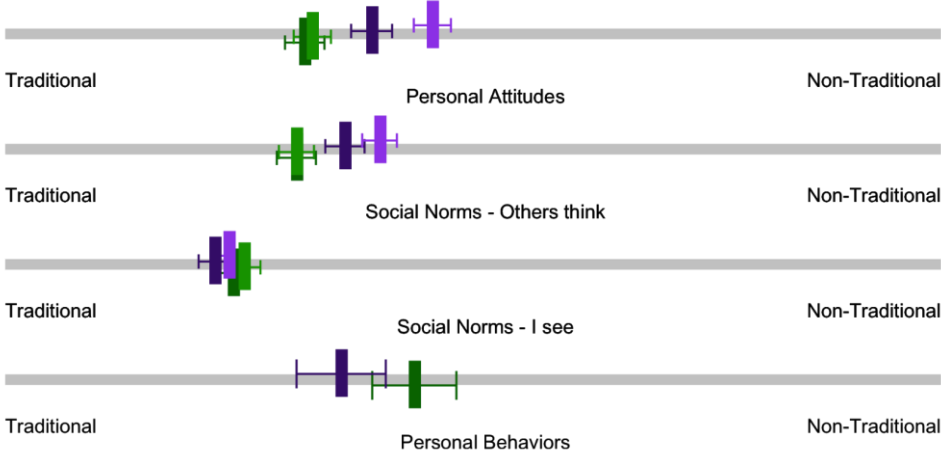 Traditional Non-Traditional
Personal Attitudes
Traditional Non-Traditional
Social Norms - Others think
Traditional Non-Traditional
Social Norms - I see
Traditional Non-Traditional
Personal Behaviors